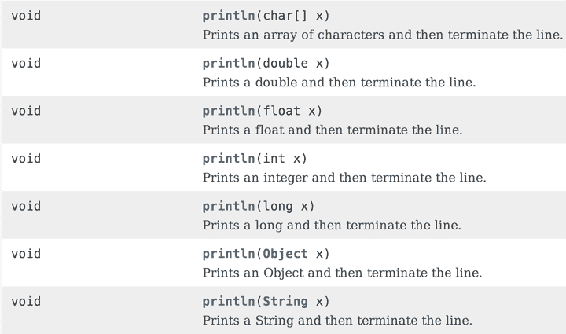 void println(char[] x)
Prints an array of characters and then terminate the line.
void println(double x)
Prints a double and then terminate the line.
void println(float x)
Prints a float and then terminate the line.
void println(int x)
Prints an integer and then terminate the line.
void println(long x)
Prints a long and then terminate the line.
void println(Object x)
Prints an Object and then terminate the line.
void println(String x)
Prints a String and then terminate the line.